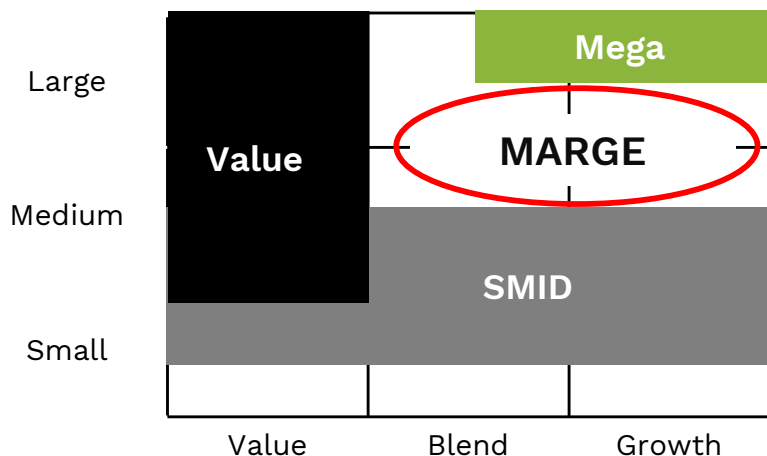 Mega
Large
Value
MARGE
Medium
SMID
Small
Value
Blend
Growth